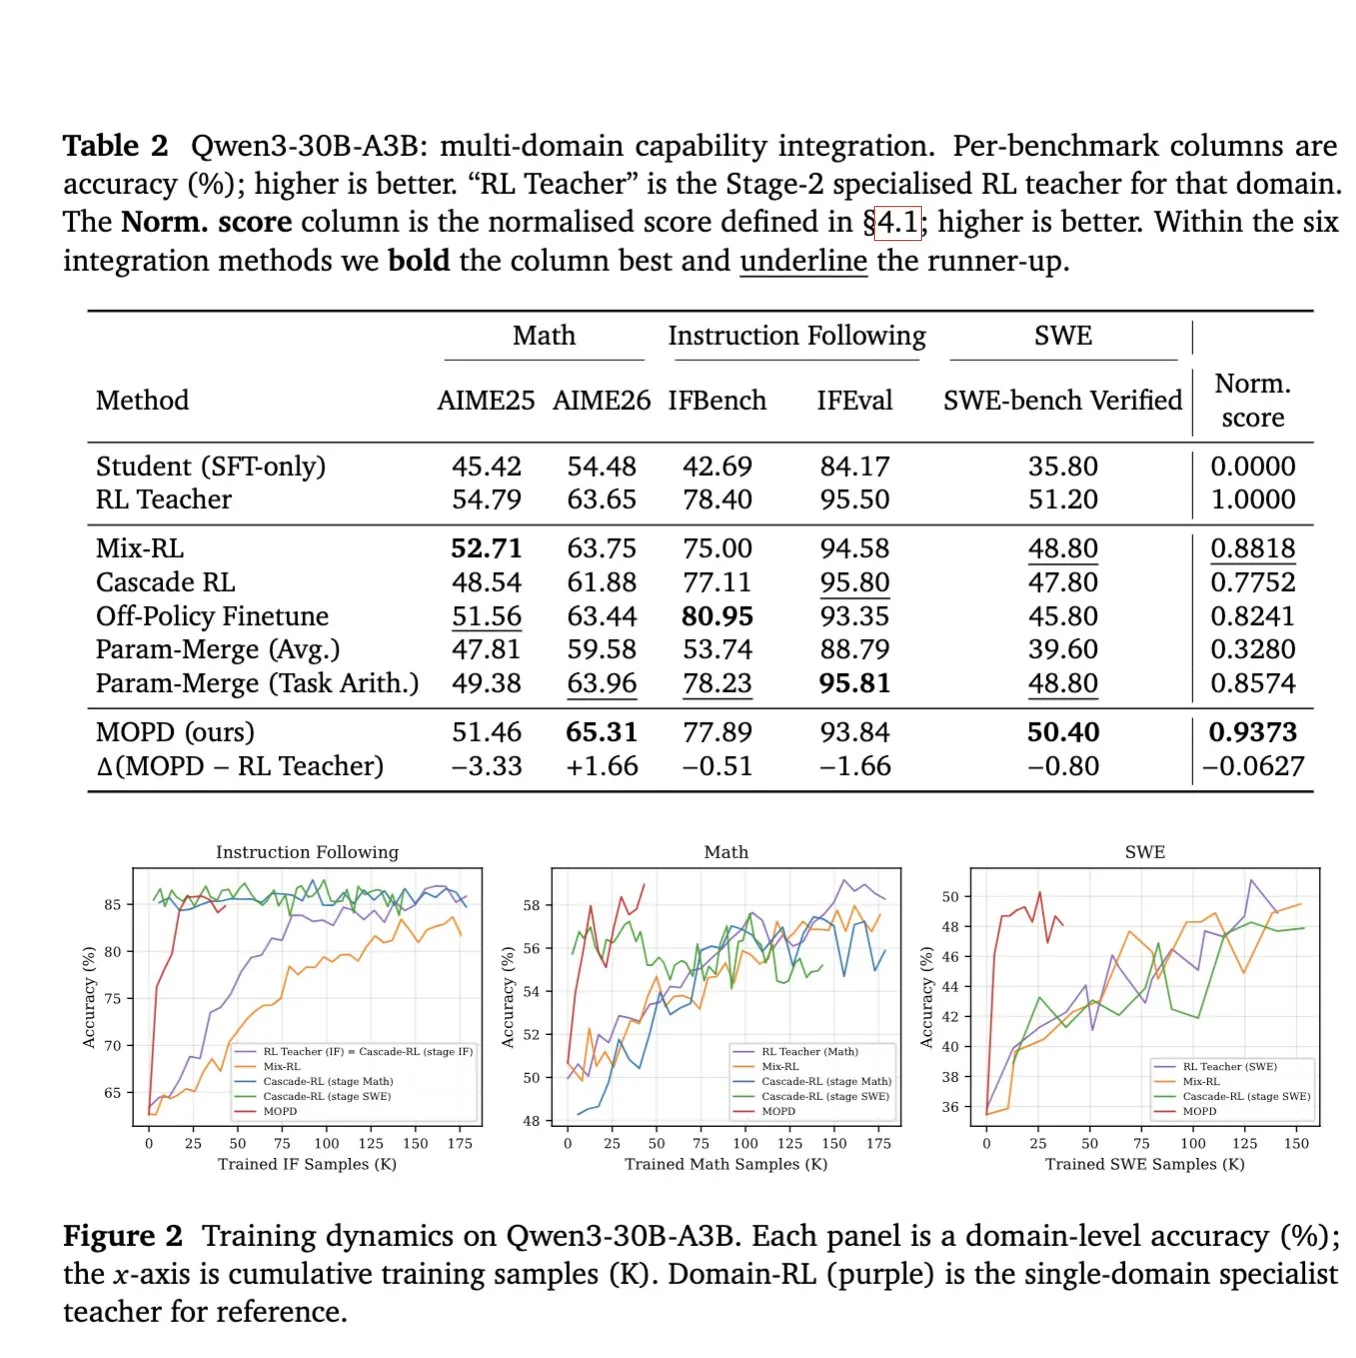 Table 2 Qwen3-30B-A3B: multi-domain capability integration. Per-benchmark columns are
accuracy (%); higher is better. “RL Teacher” is the Stage-2 specialised RL teacher for that domain.
The Norm. score column is the normalised score defined in §4.1; higher is better. Within the six
integration methods we bold the column best and underline the runner-up.
Math Instruction Following SWE
Method AIME25 AIME26 IFBench IFEval SWE-bench Verified Norm.
score
Student (SFT-only) 45.42 54.48 42.69 84.17 35.80 0.0000
RL Teacher 54.79 63.65 78.40 95.50 51.20 1.0000
Mix-RL 52.71 63.75 75.00 94.58 48.80 0.8818
Cascade RL 48.54 61.88 77.11 95.80 47.80 0.7752
Off-Policy Finetune 51.56 63.44 80.95 93.35 45.80 0.8241
Param-Merge (Avg.) 47.81 59.58 53.74 88.79 39.60 0.3280
Param-Merge (Task Arith.) 49.38 63.96 78.23 95.81 48.80 0.8574
MOPD (ours) 51.46 65.31 77.89 93.84 50.40 0.9373
Δ(MOPD − RL Teacher) −3.33 +1.66 −0.51 −1.66 −0.80 −0.0627
Instruction Following
Accuracy (%)
85
80
75
70
65
RL Teacher (IF) = Cascade-RL (stage IF)
Mix-RL
Cascade-RL (stage Math)
Cascade-RL (stage SWE)
MOPD
0 25 50 75 100 125 150 175
Trained IF Samples (K)
Math
Accuracy (%)
58
56
54
52
50
48
RL Teacher (Math)
Mix-RL
Cascade-RL (stage Math)
Cascade-RL (stage SWE)
MOPD
0 25 50 75 100 125 150 175
Trained Math Samples (K)
SWE
Accuracy (%)
50
48
46
44
42
40
38
36
RL Teacher (SWE)
Mix-RL
Cascade-RL (stage SWE)
MOPD
0 25 50 75 100 125 150
Trained SWE Samples (K)
Figure 2 Training dynamics on Qwen3-30B-A3B. Each panel is a domain-level accuracy (%);
the x-axis is cumulative training samples (K). Domain-RL (purple) is the single-domain specialist
teacher for reference.